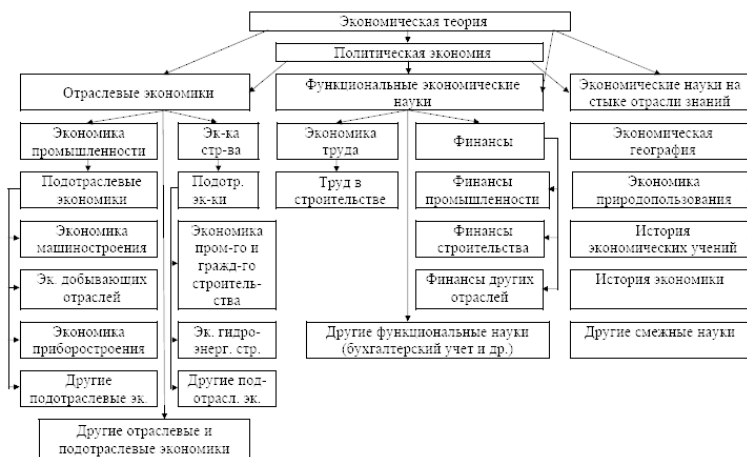 Экономическая теория
Политическая экономия
Отраслевые экономики
Функциональные экономические
науки
Экономические науки на
стыке отрасли знаний
Экономика
промышленности
Эк-ка
стр-ва
Экономика
труда
Финансы
Экономическая
география
Подотраслевые
экономики
Подотр.
эк-ки
Труд в
строительстве
Финансы
промышленности
Экономика
природопользования
Экономика
машиностроения
Экономика
пром-го и
гражд-го
строитель-
ства
Финансы
строительства
История
экономических учений
Эк. добывающих
отраслей
Финансы других
отраслей
История экономики
Экономика
приборостроения
Эк. гидро-
энерг. стр.
Другие функциональные науки
(бухгалтерский учет и др.)
Другие смежные науки
Другие
подотраслевые эк.
Другие под-
отрасл. эк.
Другие отраслевые и
подотраслевые экономики